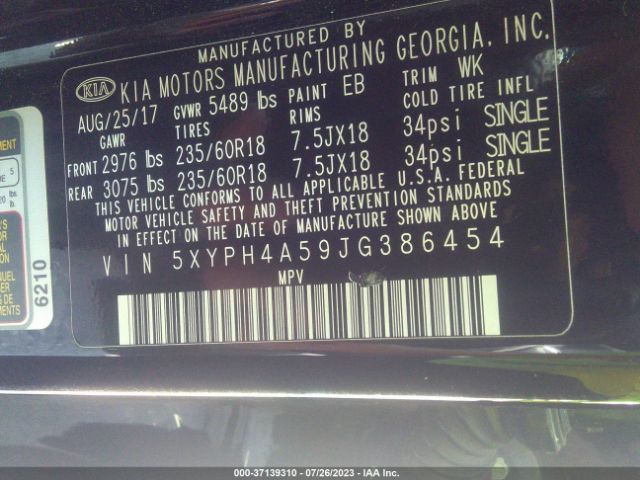 MANUFACTURED BY
KIA KIA MOTORS MANUFACTURING GEORGIA, INC.
AUG/25/17 GVWR 5489 lbs PAINT EB TRIM WK
GAWR TIRES RIMS COLD TIRE INFL
FRONT 2976 lbs 235/60R18 7.5JX18 34psi SINGLE
REAR 3075 lbs 235/60R18 7.5JX18 34psi SINGLE
THIS VEHICLE CONFORMS TO ALL APPLICABLE U.S.A. FEDERAL
MOTOR VEHICLE SAFETY AND THEFT PREVENTION STANDARDS
IN EFFECT ON THE DATE OF MANUFACTURE SHOWN ABOVE
VIN 5XYPH4A59JG386454
MPV
6210
000-37139310 / 07/26/2023 / IAA Inc.